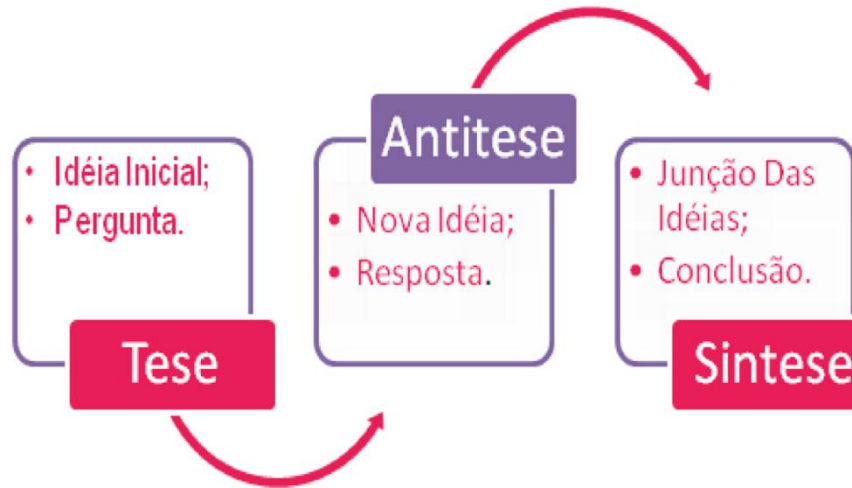 • Idéia Inicial;
• Pergunta.
Tese
Antitese
• Nova Idéia;
• Resposta.
• Junção Das
Idéias;
• Conclusão.
Sintese